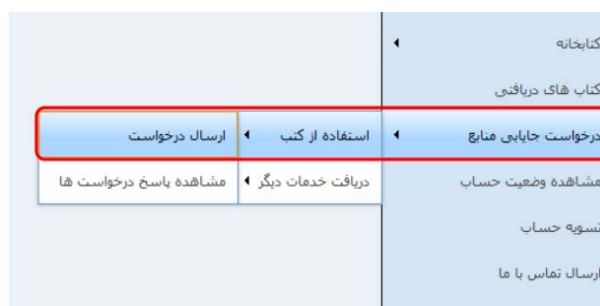 کتابخانه
کتاب های دریافتی
درخواست جایابی منابع
استفاده از کتب
ارسال درخواست
دریافت خدمات دیگر
مشاهده پاسخ درخواست ها
مشاهده وضعیت حساب
تسویه حساب
ارسال تماس با ما